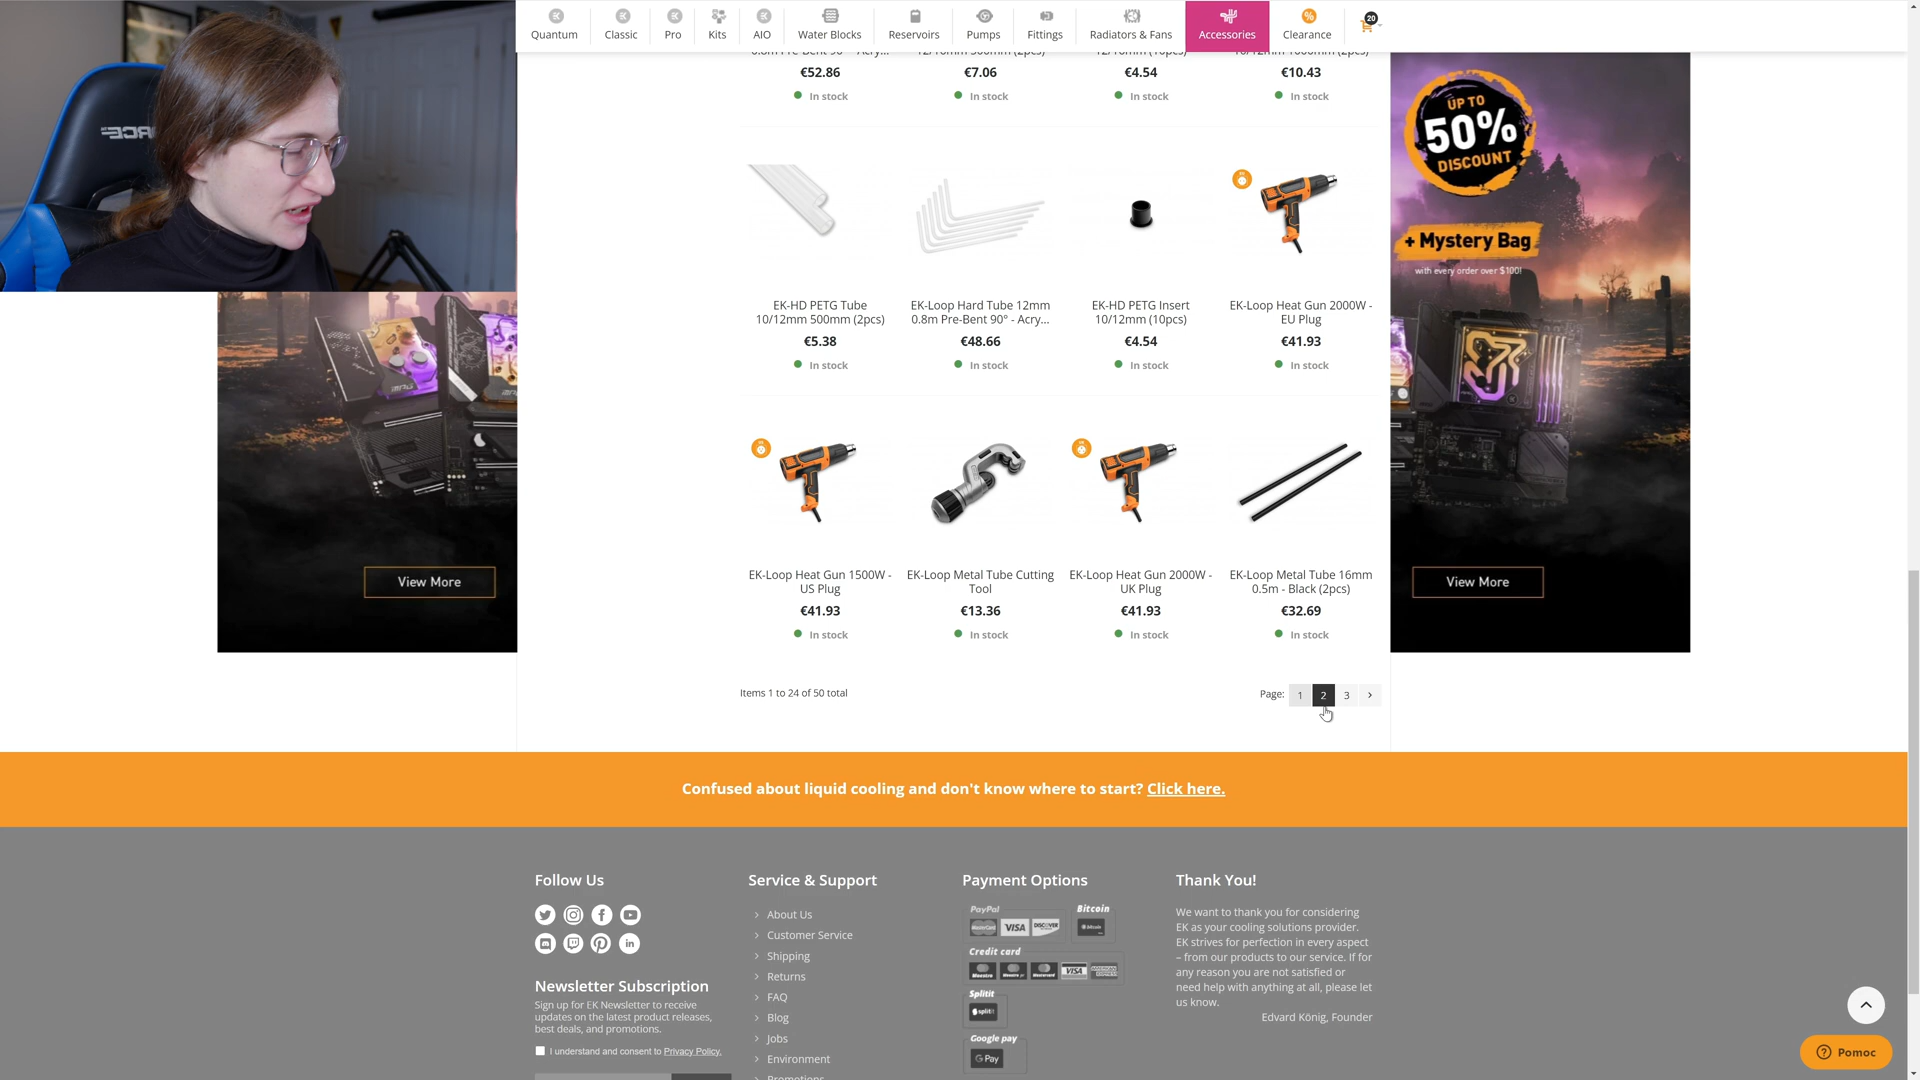 Quantum
Classic
Pro
Kits
AIO
Water Blocks
Reservoirs
Pumps
Fittings
Radiators & Fans
Accessories
Clearance
20
€52.86
€7.06
€4.54
€10.43
In stock
In stock
In stock
In stock
UP TO
50%
DISCOUNT
+ Mystery Bag
with every order over $100!
EK-HD PETG Tube
10/12mm 500mm (2pcs)
€5.38
In stock
EK-Loop Hard Tube 12mm
0.8m Pre-Bent 90° - Acry...
€48.66
In stock
EK-HD PETG Insert
10/12mm (10pcs)
€4.54
In stock
EK-Loop Heat Gun 2000W -
EU Plug
€41.93
In stock
EK-Loop Heat Gun 1500W -
US Plug
€41.93
In stock
EK-Loop Metal Tube Cutting
Tool
€13.36
In stock
EK-Loop Heat Gun 2000W -
UK Plug
€41.93
In stock
EK-Loop Metal Tube 16mm
0.5m - Black (2pcs)
€32.69
In stock
View More
View More
Items 1 to 24 of 50 total
Page: 1 2 3
Confused about liquid cooling and don't know where to start? Click here.
Follow Us
Newsletter Subscription
Sign up for EK Newsletter to receive
updates on the latest product releases,
best deals, and promotions.
I understand and consent to Privacy Policy.
Service & Support
About Us
Customer Service
Shipping
Returns
FAQ
Blog
Jobs
Environment
Promotions
Payment Options
PayPal
Bitcoin
MasterCard VISA DISCOVER
Credit card
VISA
Splitit
Google pay
G Pay
Thank You!
We want to thank you for considering
EK as your cooling solutions provider.
EK strives for perfection in every aspect
– from our products to our service. If for
any reason you are not satisfied or
need help with anything at all, please let
us know.
Edvard König, Founder
Pomoc